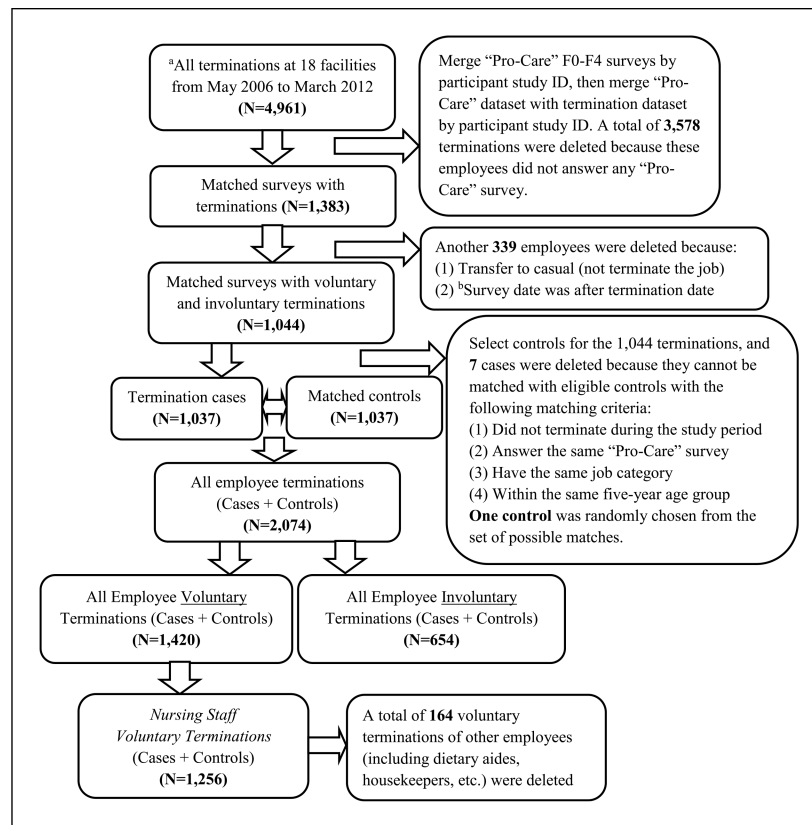 ᵃAll terminations at 18 facilities
from May 2006 to March 2012
(N=4,961)
Merge “Pro-Care” F0-F4 surveys by
participant study ID, then merge “Pro-
Care” dataset with termination dataset
by participant study ID. A total of 3,578
terminations were deleted because these
employees did not answer any “Pro-
Care” survey.
Matched surveys with
terminations (N=1,383)
Another 339 employees were deleted because:
(1) Transfer to casual (not terminate the job)
(2) ᵇSurvey date was after termination date
Matched surveys with voluntary
and involuntary terminations
(N=1,044)
Select controls for the 1,044 terminations, and
7 cases were deleted because they cannot be
matched with eligible controls with the
following matching criteria:
(1) Did not terminate during the study period
(2) Answer the same “Pro-Care” survey
(3) Have the same job category
(4) Within the same five-year age group
One control was randomly chosen from the
set of possible matches.
Termination cases
(N=1,037)
Matched controls
(N=1,037)
All employee terminations
(Cases + Controls)
(N=2,074)
All Employee Voluntary
Terminations (Cases + Controls)
(N=1,420)
All Employee Involuntary
Terminations (Cases + Controls)
(N=654)
Nursing Staff
Voluntary Terminations
(Cases + Controls)
(N=1,256)
A total of 164 voluntary
terminations of other employees
(including dietary aides,
housekeepers, etc.) were deleted